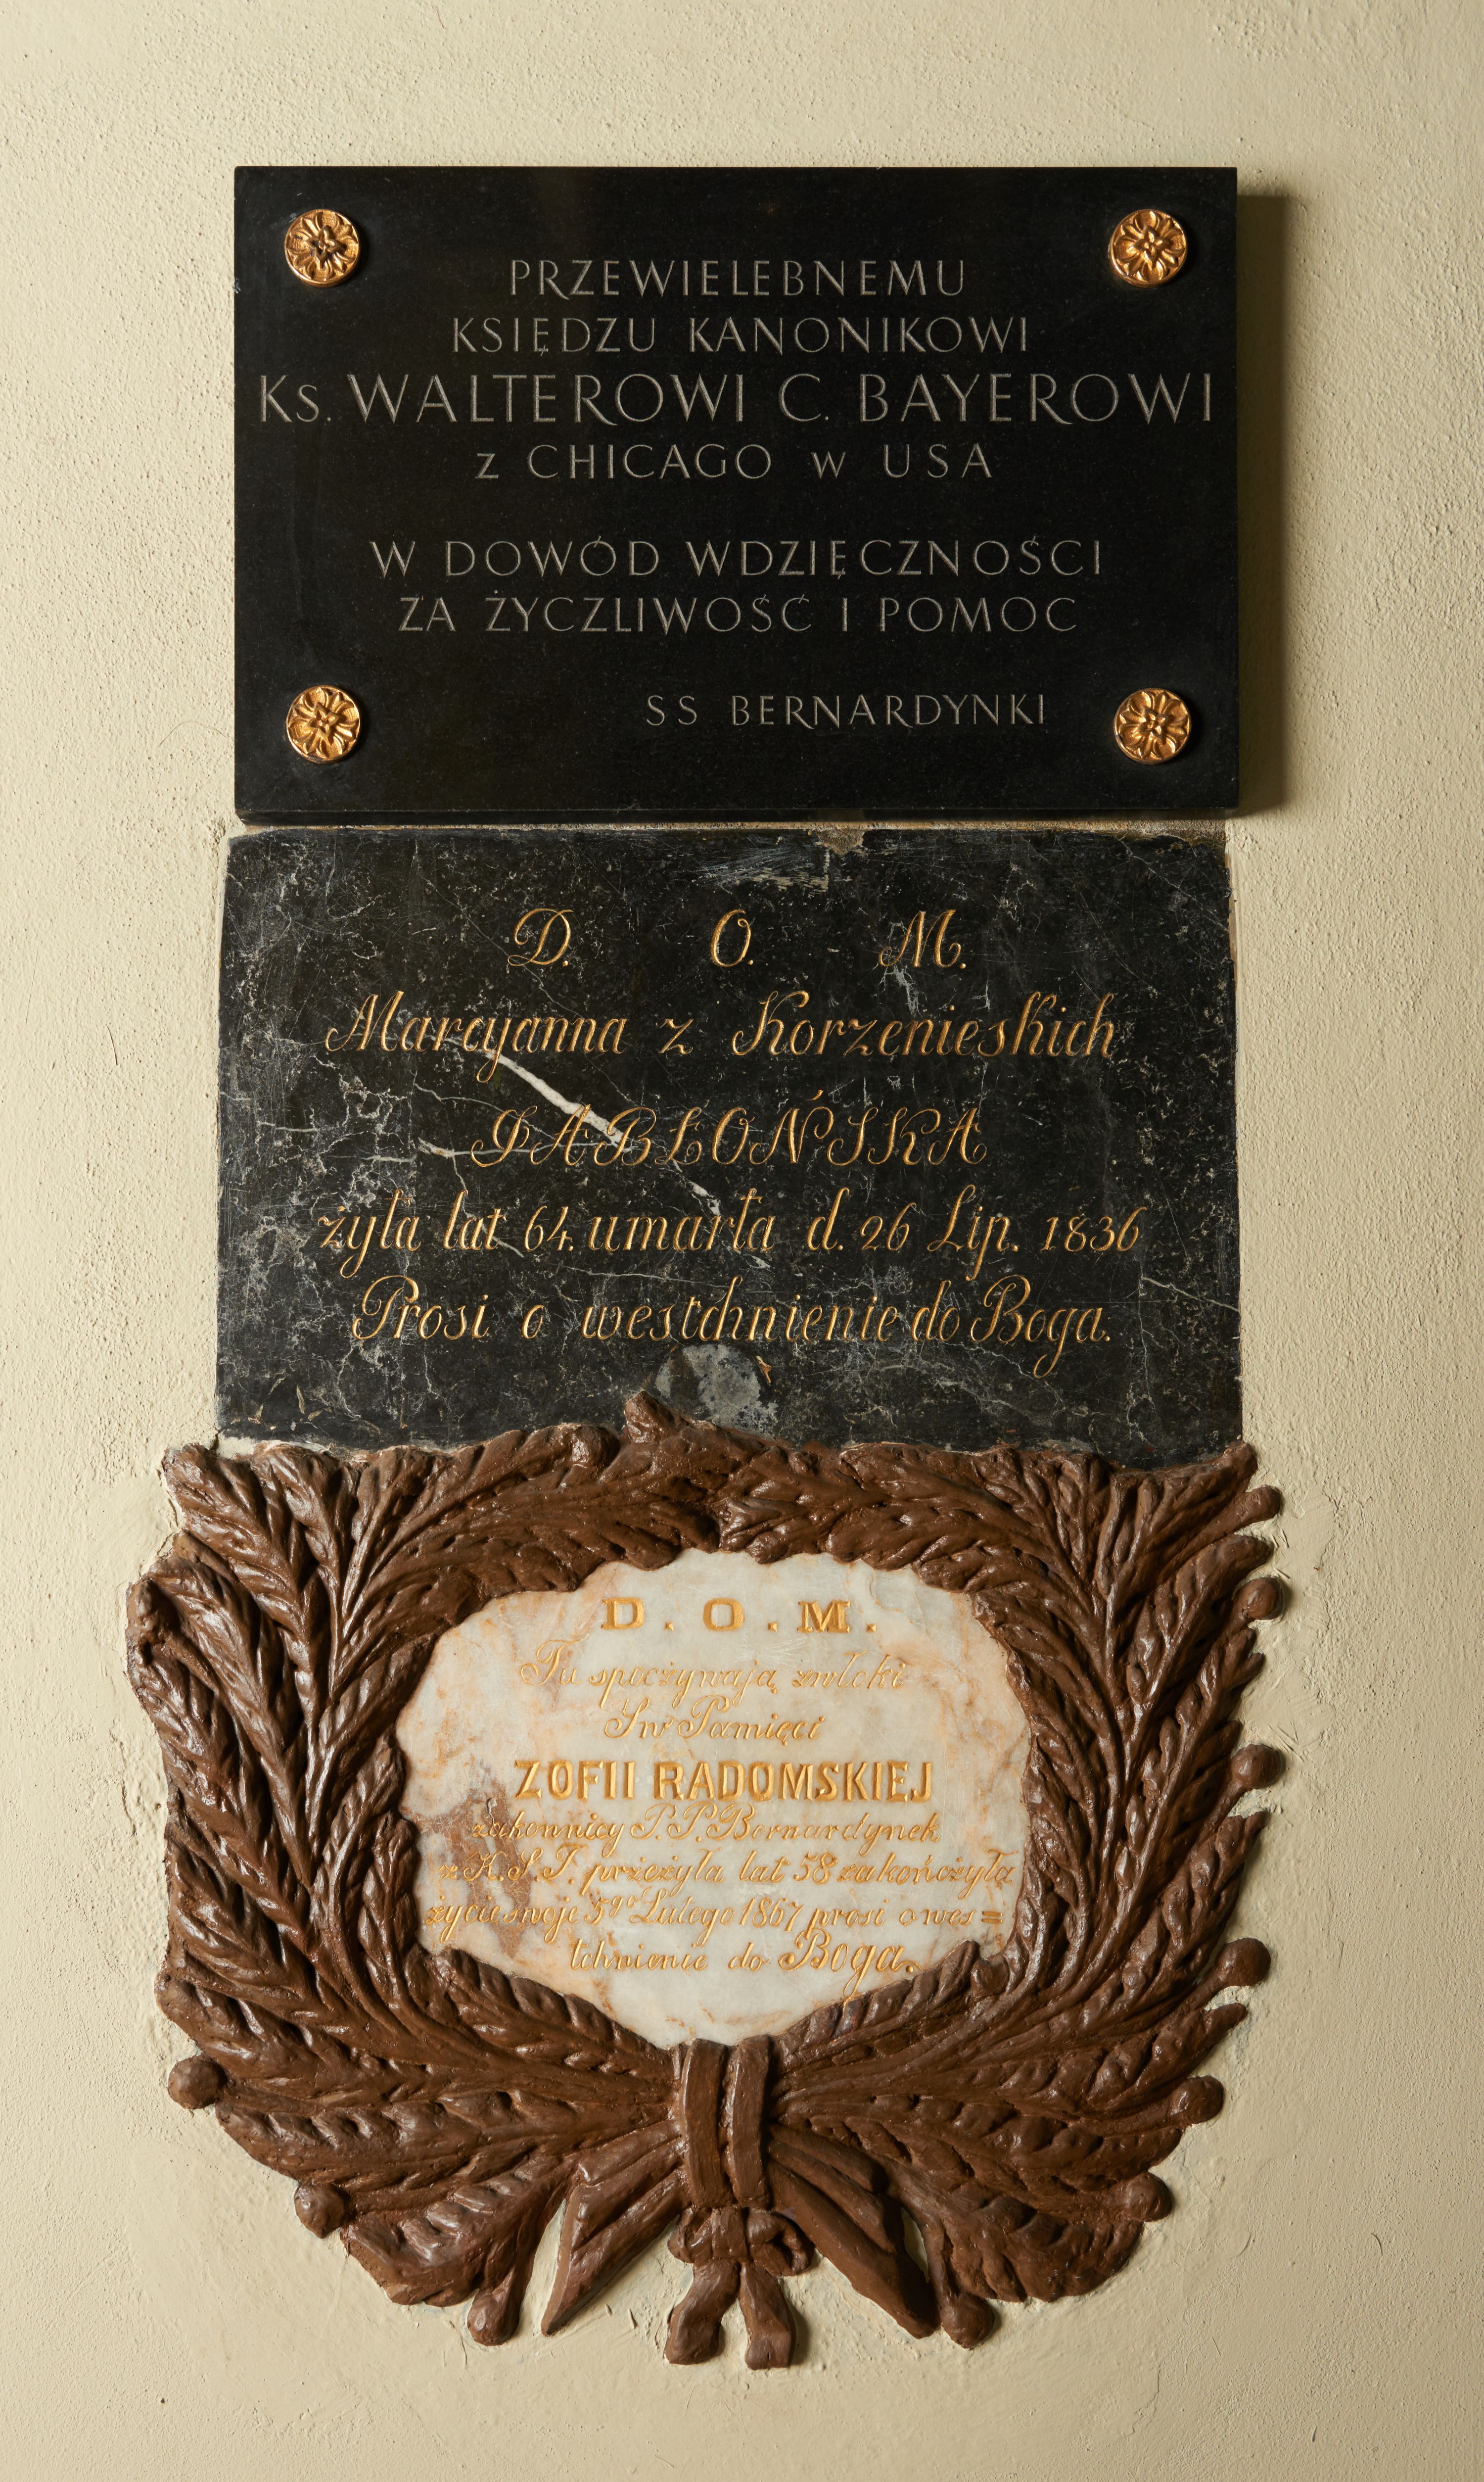 PRZEWIELEBNEMU
KSIĘDZU KANONIKOWI
Ks. WALTEROWI C. BAYEROWI
z CHICAGO w USA
W DOWÓD WDZIĘCZNOŚCI
ZA ŻYCZLIWOŚĆ I POMOC
SS BERNARDYNKI
D. O. M.
Marcyanna z Korzenieskich
JABŁOŃSKA
żyła lat 64. umarła d. 26 Lip. 1836
Prosi o westchnienie do Boga.
D. O. M.
Tu spoczywają zwłoki
Św Pamięci
ZOFII RADOMSKIEJ
zakonnicy P. P. Bernardynek
z K. S. J. przeżyła lat 58 zakończyła
życie swoje 5go Lutego 1867 prosi o wes=
tchnienie do Boga.